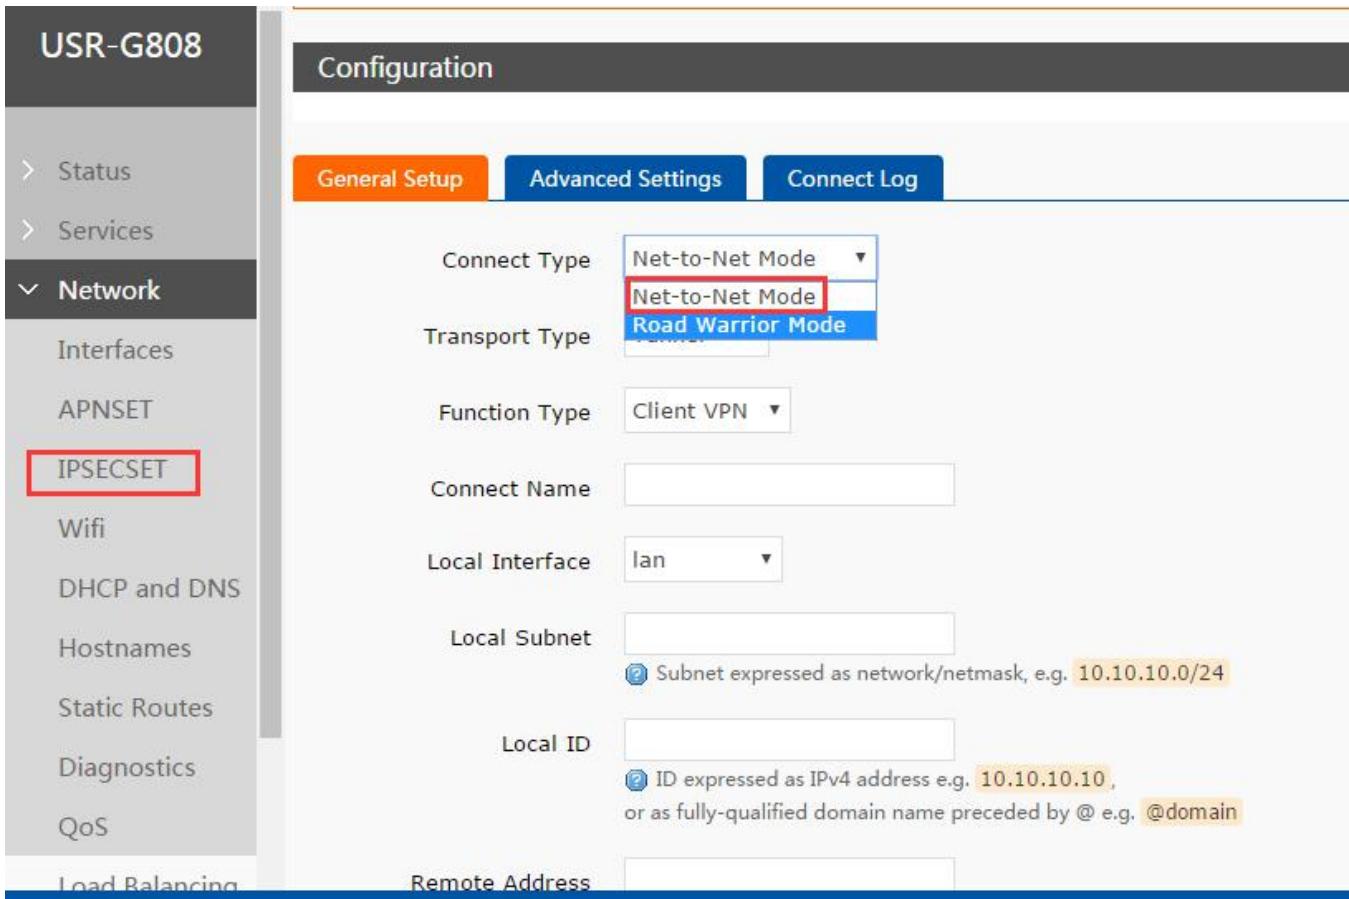 USR-G808
Status
Services
Network
Interfaces
APNSET
IPSECSET
Wifi
DHCP and DNS
Hostnames
Static Routes
Diagnostics
QoS
Load Balancing
Configuration
General Setup
Advanced Settings
Connect Log
Connect Type
Net-to-Net Mode
Net-to-Net Mode
Road Warrior Mode
Transport Type
Function Type
Client VPN
Connect Name
Local Interface
lan
Local Subnet
Subnet expressed as network/netmask, e.g. 10.10.10.0/24
Local ID
ID expressed as IPv4 address e.g. 10.10.10.10,
or as fully-qualified domain name preceded by @ e.g. @domain
Remote Address